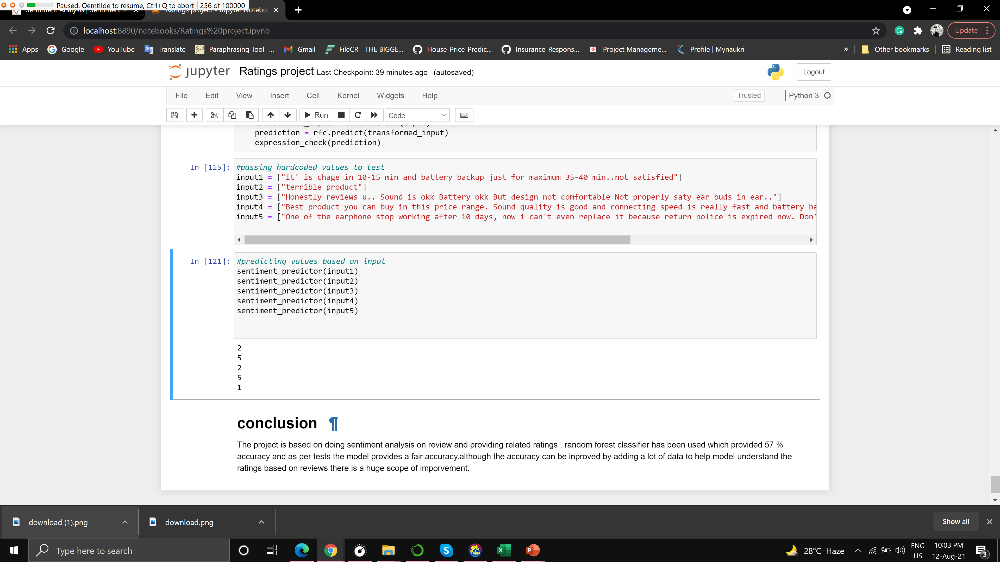 Paused. Oemtilde to resume, Ctrl+Q to abort 256 of 100000
Sentiment Analysis | Sentiment A
Ratings project - Jupyter Notebo
localhost:8890/notebooks/Ratings%20project.ipynb
Update
Apps Google YouTube Translate Paraphrasing Tool -... Gmail FileCR - THE BIGGE... House-Price-Predic... Insurance-Respons... Project Manageme... Profile | Mynaukri » Other bookmarks Reading list
jupyter Ratings project Last Checkpoint: 39 minutes ago (autosaved)
Logout
File Edit View Insert Cell Kernel Widgets Help Trusted Python 3
Run Code
prediction = rfc.predict(transformed_input)
expression_check(prediction)
In [115]: #passing hardcoded values to test
input1 = ["It' is chage in 10-15 min and battery backup just for maximum 35-40 min..not satisfied"]
input2 = ["terrible product"]
input3 = ["Honestly reviews u.. Sound is okk Battery okk But design not comfortable Not properly saty ear buds in ear.."]
input4 = ["Best product you can buy in this price range. Sound quality is good and connecting speed is really fast and battery ba
input5 = ["One of the earphone stop working after 10 days, now i can't even replace it because return police is expired now. Don'
In [121]: #predicting values based on input
sentiment_predictor(input1)
sentiment_predictor(input2)
sentiment_predictor(input3)
sentiment_predictor(input4)
sentiment_predictor(input5)
2
5
2
5
1
conclusion ¶
The project is based on doing sentiment analysis on review and providing related ratings . random forest classifier has been used which provided 57 %
accuracy and as per tests the model provides a fair accuracy.although the accuracy can be inproved by adding a lot of data to help model understand the
ratings based on reviews there is a huge scope of imporvement.
download (1).png
download.png
Show all
Type here to search
28°C Haze
ENG
US
10:03 PM
12-Aug-21
3